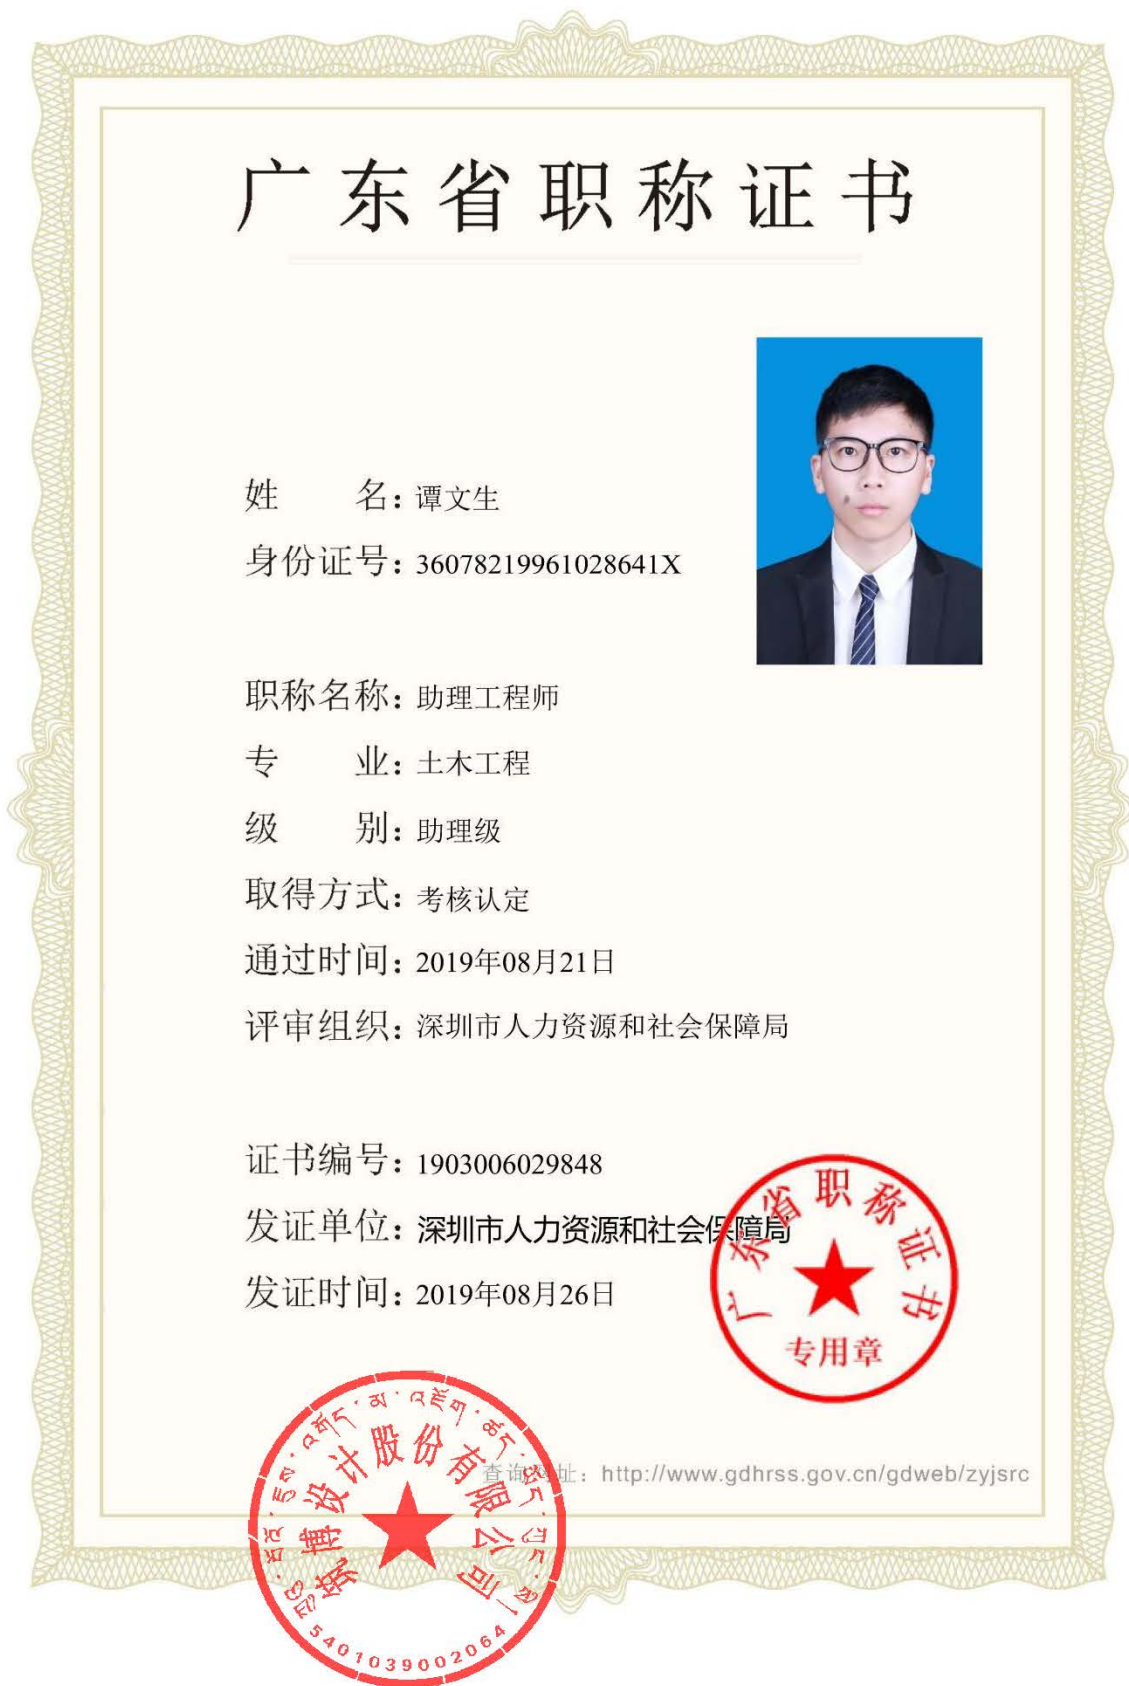 广东省职称证书
姓 名：谭文生
身份证号：36078219961028641X
职称名称：助理工程师
专 业：土木工程
级 别：助理级
取得方式：考核认定
通过时间：2019年08月21日
评审组织：深圳市人力资源和社会保障局
证书编号：1903006029848
发证单位：深圳市人力资源和社会保障局
发证时间：2019年08月26日
广东省职称证书
专用章
筑博设计股份有限公司
5401039002064
查询网址：http://www.gdhrss.gov.cn/gdweb/zyjsrc